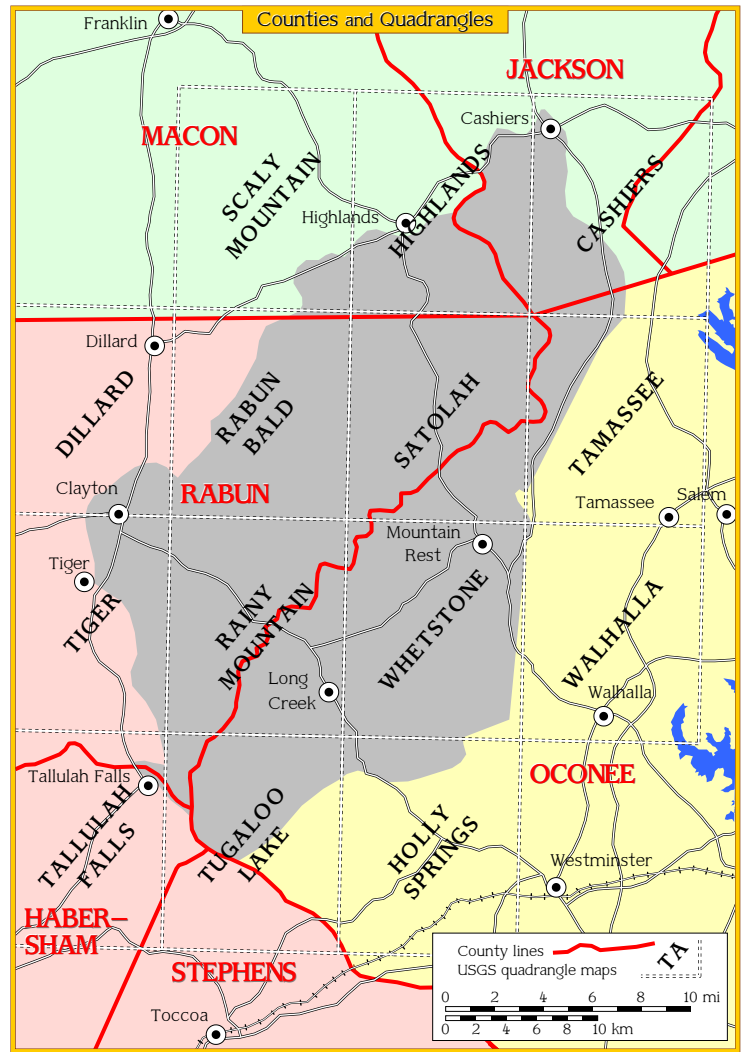 Counties and Quadrangles
Franklin
JACKSON
Cashiers
MACON
SCALY
MOUNTAIN
HIGHLANDS
CASHIERS
Highlands
Dillard
DILLARD
RABUN
BALD
SATOLAH
TAMASSEE
Clayton
RABUN
Tamassee
Salem
Mountain
Rest
Tiger
TIGER
RAINY
MOUNTAIN
WHETSTONE
WALHALLA
Long
Creek
Walhalla
Tallulah Falls
OCONEE
TALLULAH
FALLS
TUGALOO
LAKE
HOLLY
SPRINGS
Westminster
HABER-
SHAM
STEPHENS
Toccoa
County lines
USGS quadrangle maps
TA
0 2 4 6 8 10 mi
0 2 4 6 8 10 km